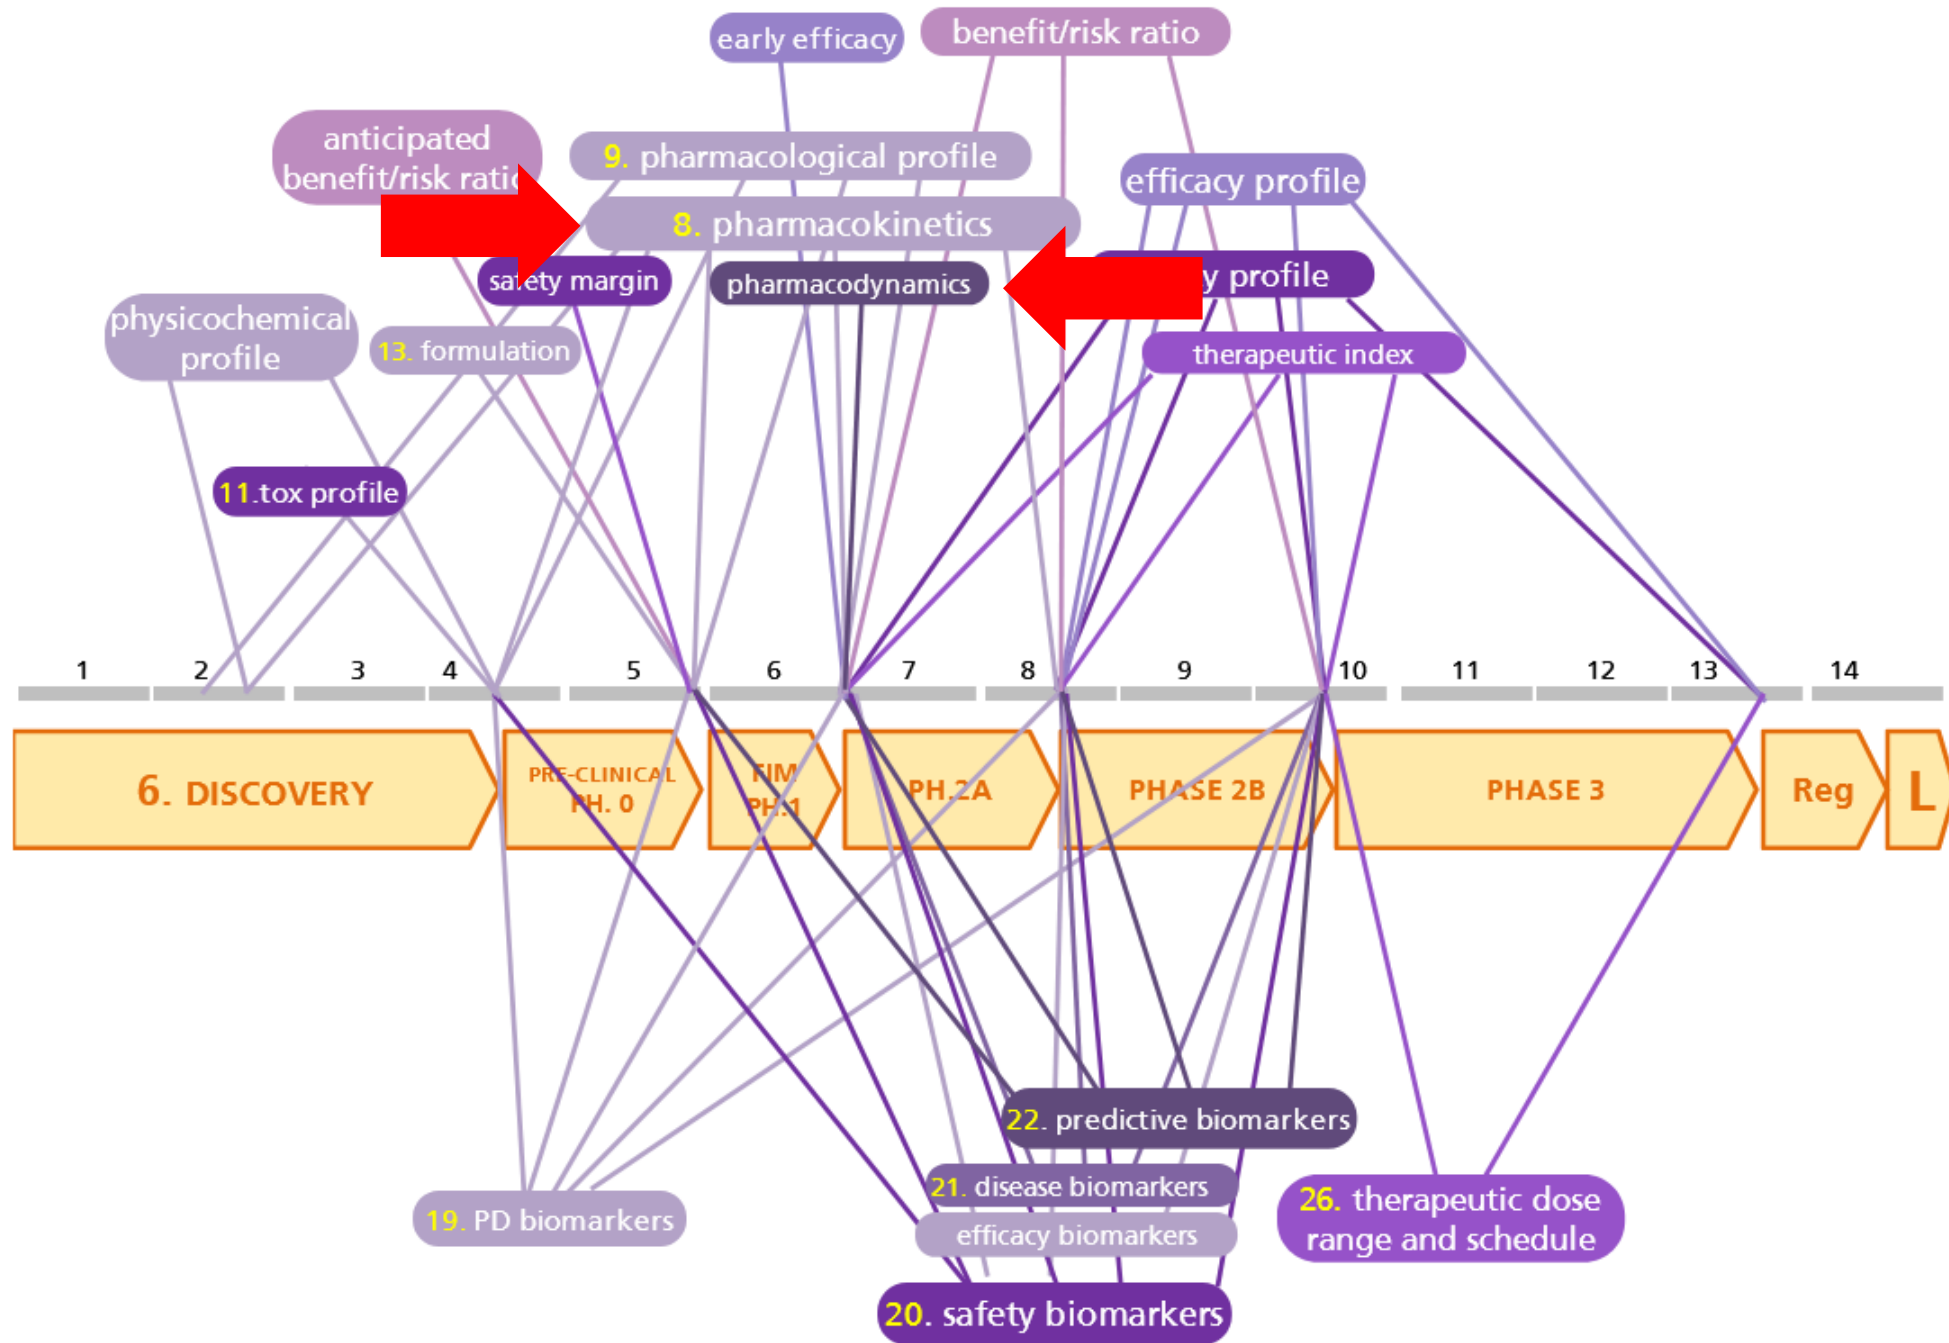 early efficacy
benefit/risk ratio
anticipated
benefit/risk ratio
9. pharmacological profile
efficacy profile
8. pharmacokinetics
safety margin
pharmacodynamics
y profile
physicochemical
profile
13. formulation
therapeutic index
11.tox profile
1 2 3 4 5 6 7 8 9 10 11 12 13 14
6. DISCOVERY
PRE-CLINICAL
PH. 0
FIM
PH.1
PH.2A
PHASE 2B
PHASE 3
Reg
L
22. predictive biomarkers
21. disease biomarkers
19. PD biomarkers
efficacy biomarkers
26. therapeutic dose
range and schedule
20. safety biomarkers